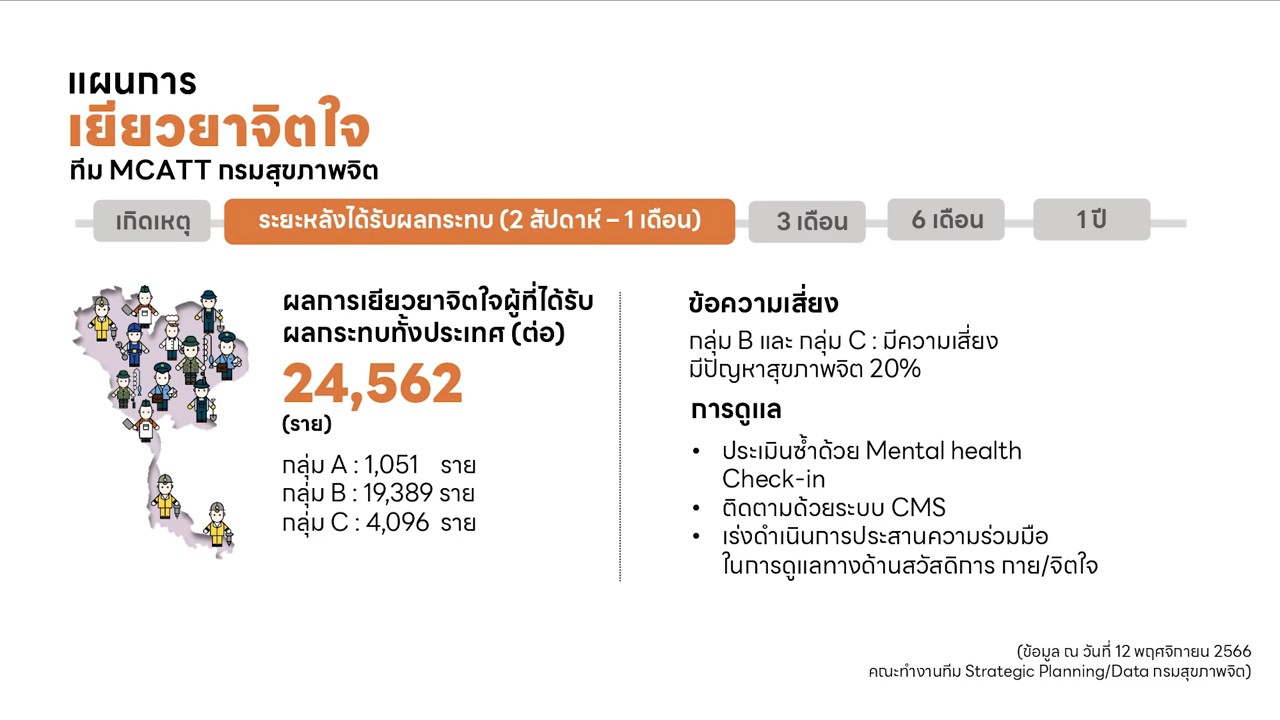 แผนการ
เยียวยาจิตใจ
ทีม MCATT กรมสุขภาพจิต
เกิดเหตุ
ระยะหลังได้รับผลกระทบ (2 สัปดาห์ – 1 เดือน)
3 เดือน
6 เดือน
1 ปี
ผลการเยียวยาจิตใจผู้ที่ได้รับ
ผลกระทบทั้งประเทศ (ต่อ)
24,562
(ราย)
กลุ่ม A : 1,051 ราย
กลุ่ม B : 19,389 ราย
กลุ่ม C : 4,096 ราย
ข้อความเสี่ยง
กลุ่ม B และ กลุ่ม C : มีความเสี่ยง
มีปัญหาสุขภาพจิต 20%
การดูแล
• ประเมินซ้ำด้วย Mental health
Check-in
• ติดตามด้วยระบบ CMS
• เร่งดำเนินการประสานความร่วมมือ
ในการดูแลทางด้านสวัสดิการ กาย/จิตใจ
(ข้อมูล ณ วันที่ 12 พฤศจิกายน 2566
คณะทำงานทีม Strategic Planning/Data กรมสุขภาพจิต)